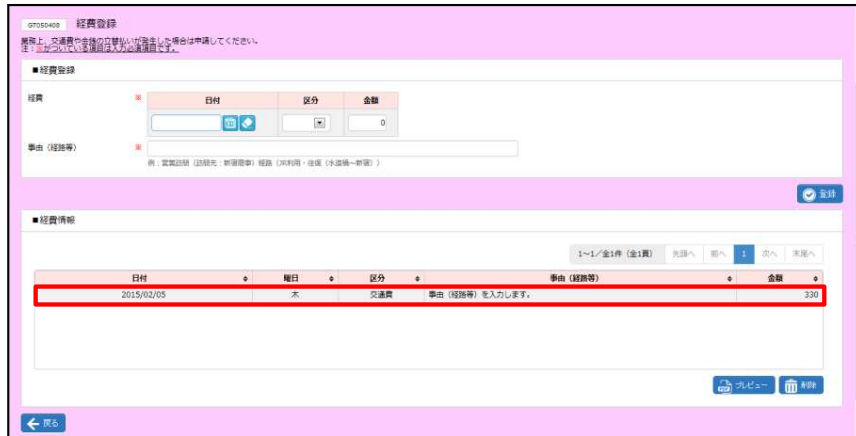 GT050400 経費登録
業務上、交通費や会議の立替払いが発生した場合は申請してください。
注：※がついている項目は入力必須項目です。
■経費登録
経費 ※ 日付 区分 金額
0
事由（経路等） ※
例：営業訪問（訪問先：新宿商事）経路（JR利用・往復（水道橋～新宿））
登録
■経費情報
1～1／全1件（全1頁） 先頭へ 前へ 1 次へ 末尾へ
日付 曜日 区分 事由（経路等） 金額
2015/02/05 木 交通費 事由（経路等）を入力します。 330
プレビュー 削除
戻る